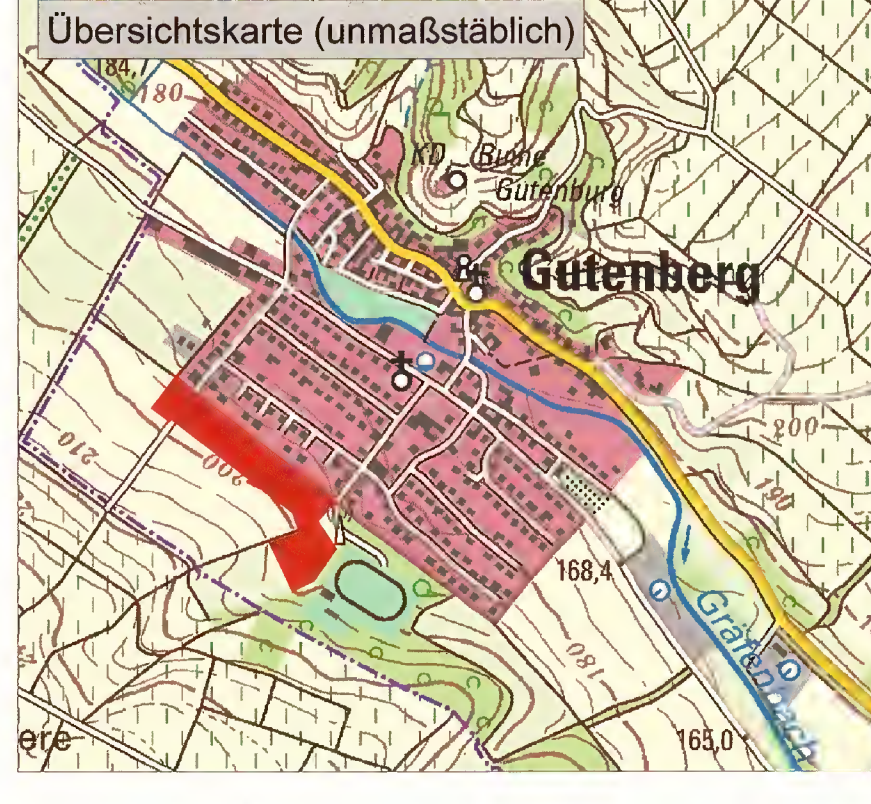 Übersichtskarte (unmaßstäblich)
184,7
180
KD
Ruine
Gutenburg
Gutenberg
210
200
200
190
168,4
180
Gräfenbach
165,0
ere